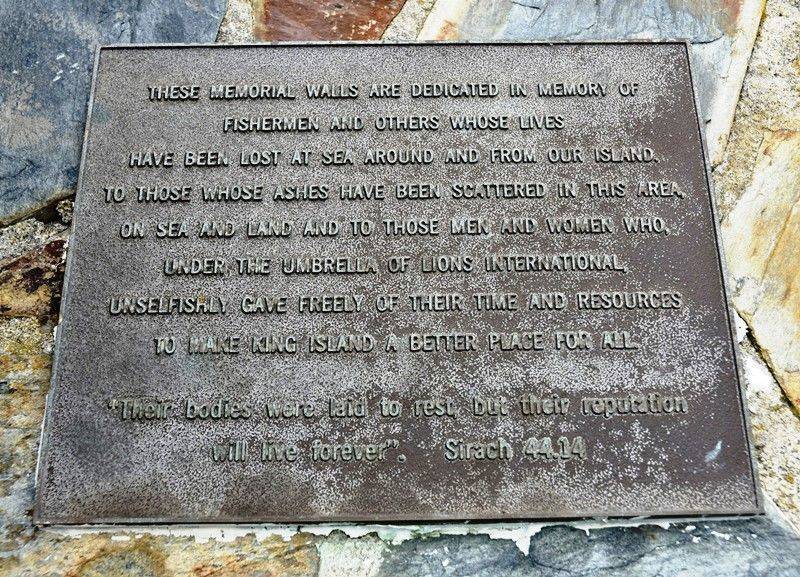 THESE MEMORIAL WALLS ARE DEDICATED IN MEMORY OF
FISHERMEN AND OTHERS WHOSE LIVES
HAVE BEEN LOST AT SEA AROUND AND FROM OUR ISLAND.
TO THOSE WHOSE ASHES HAVE BEEN SCATTERED IN THIS AREA,
ON SEA AND LAND AND TO THOSE MEN AND WOMEN WHO,
UNDER THE UMBRELLA OF LIONS INTERNATIONAL,
UNSELFISHLY GAVE FREELY OF THEIR TIME AND RESOURCES
TO MAKE KING ISLAND A BETTER PLACE FOR ALL.
"Their bodies were laid to rest, but their reputation
will live forever". Sirach 44.14